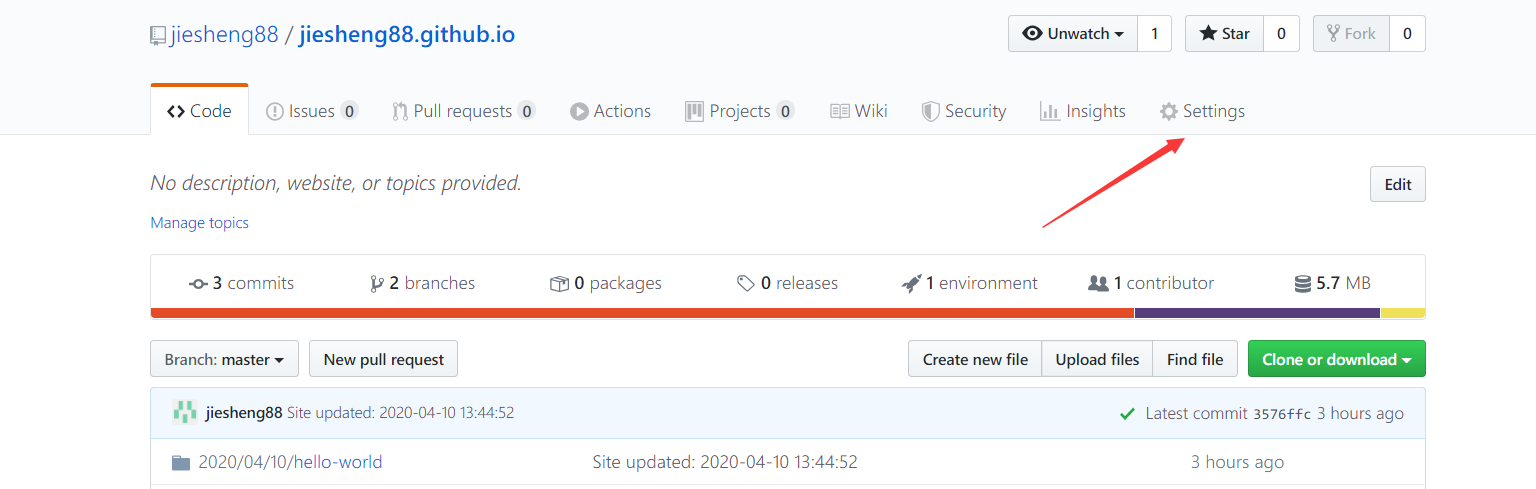 jiesheng88 / jiesheng88.github.io Unwatch 1 Star 0 Fork 0
Code Issues 0 Pull requests 0 Actions Projects 0 Wiki Security Insights Settings
No description, website, or topics provided. Edit
Manage topics
3 commits 2 branches 0 packages 0 releases 1 environment 1 contributor 5.7 MB
Branch: master New pull request Create new file Upload files Find file Clone or download
jiesheng88 Site updated: 2020-04-10 13:44:52 Latest commit 3576ffc 3 hours ago
2020/04/10/hello-world Site updated: 2020-04-10 13:44:52 3 hours ago